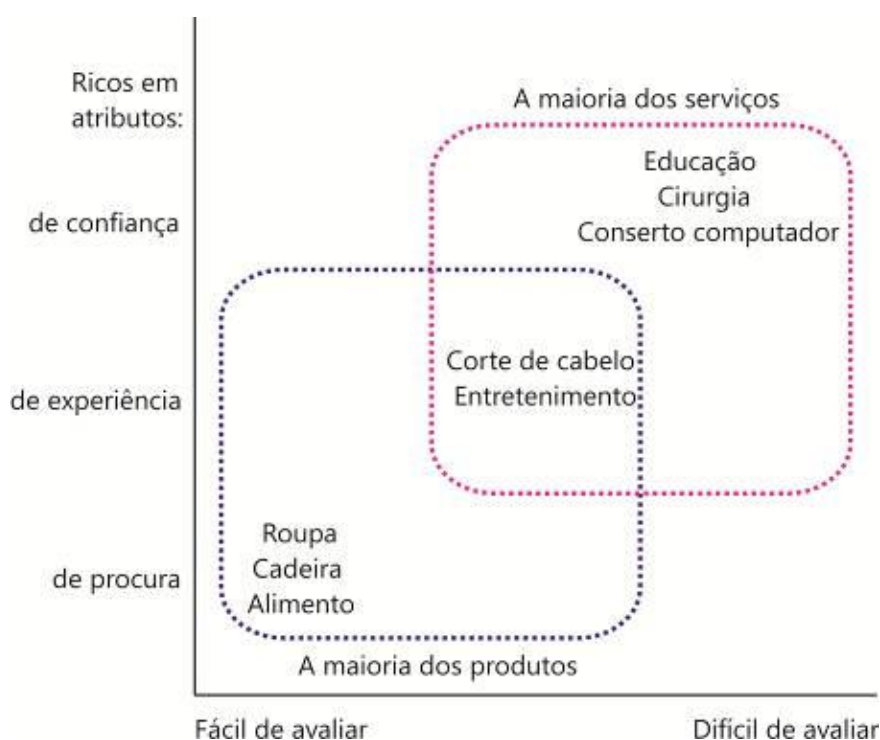 Ricos em
atributos:
A maioria dos serviços
Educação
Cirurgia
Conserto computador
de confiança
Corte de cabelo
Entretenimento
de experiência
Roupa
Cadeira
Alimento
de procura
A maioria dos produtos
Fácil de avaliar
Difícil de avaliar